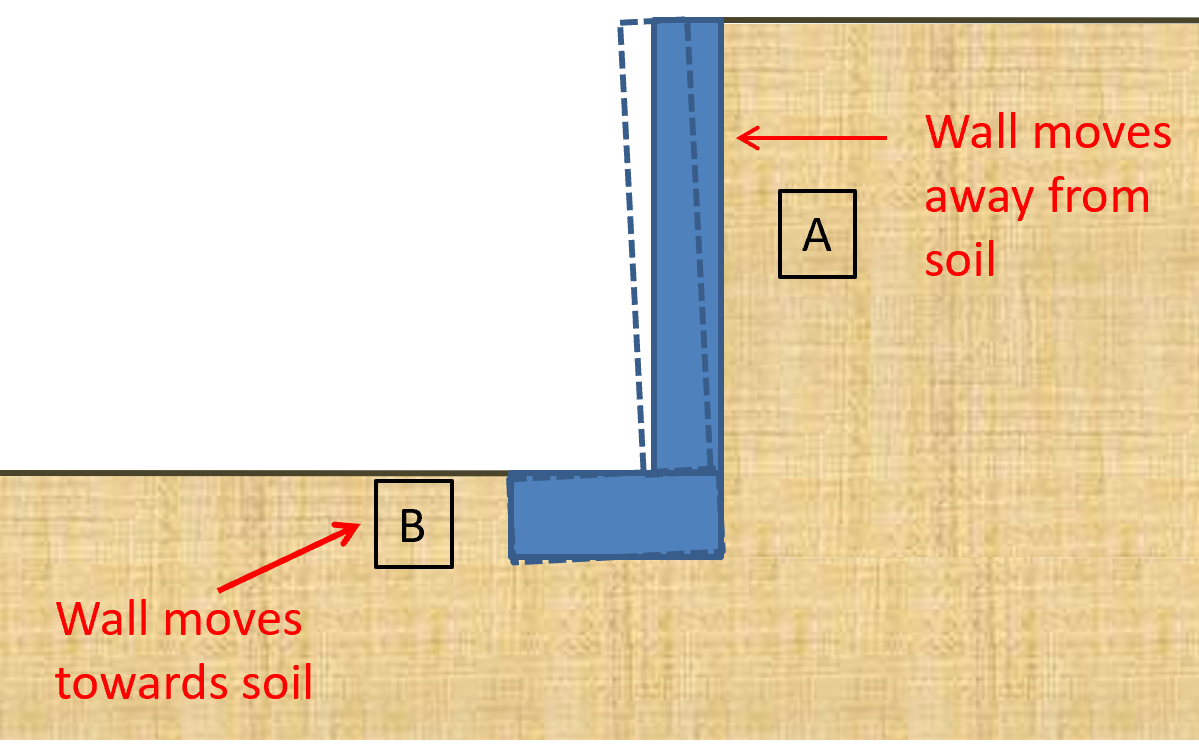 Wall moves
away from
soil
A
B
Wall moves
towards soil